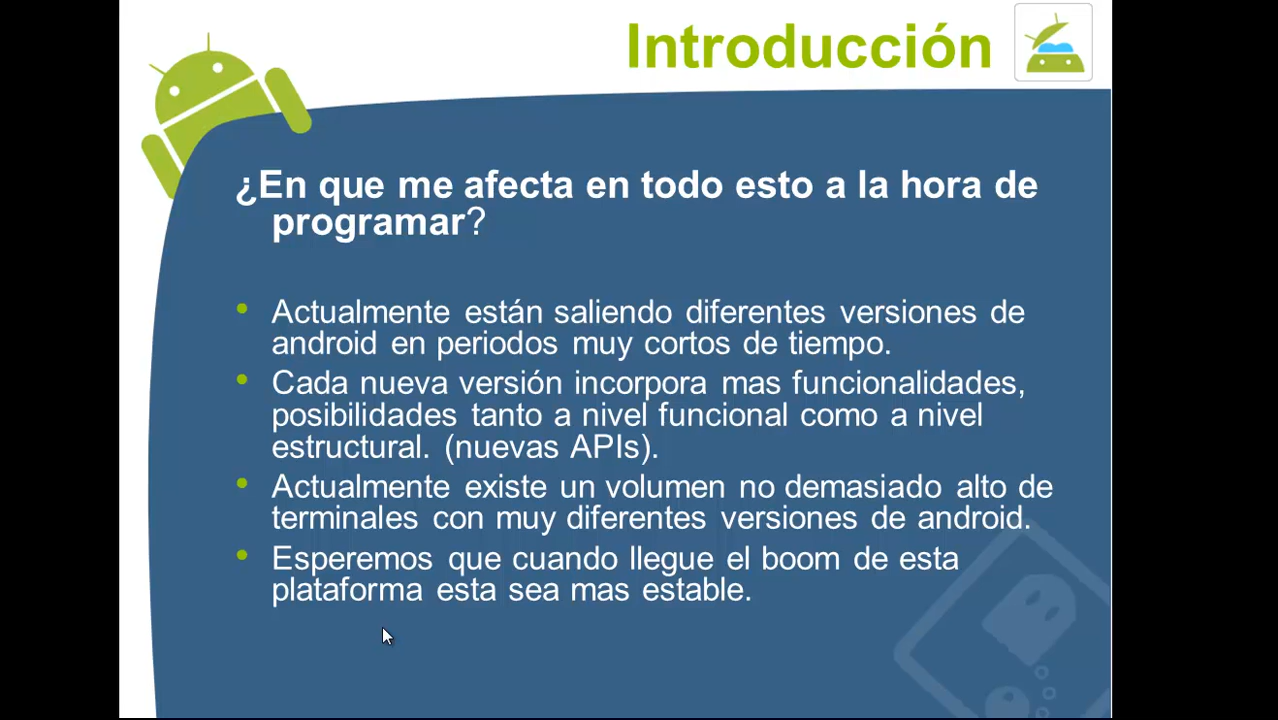 Introducción
¿En que me afecta en todo esto a la hora de
programar?
• Actualmente están saliendo diferentes versiones de
android en periodos muy cortos de tiempo.
• Cada nueva versión incorpora mas funcionalidades,
posibilidades tanto a nivel funcional como a nivel
estructural. (nuevas APIs).
• Actualmente existe un volumen no demasiado alto de
terminales con muy diferentes versiones de android.
• Esperemos que cuando llegue el boom de esta
plataforma esta sea mas estable.